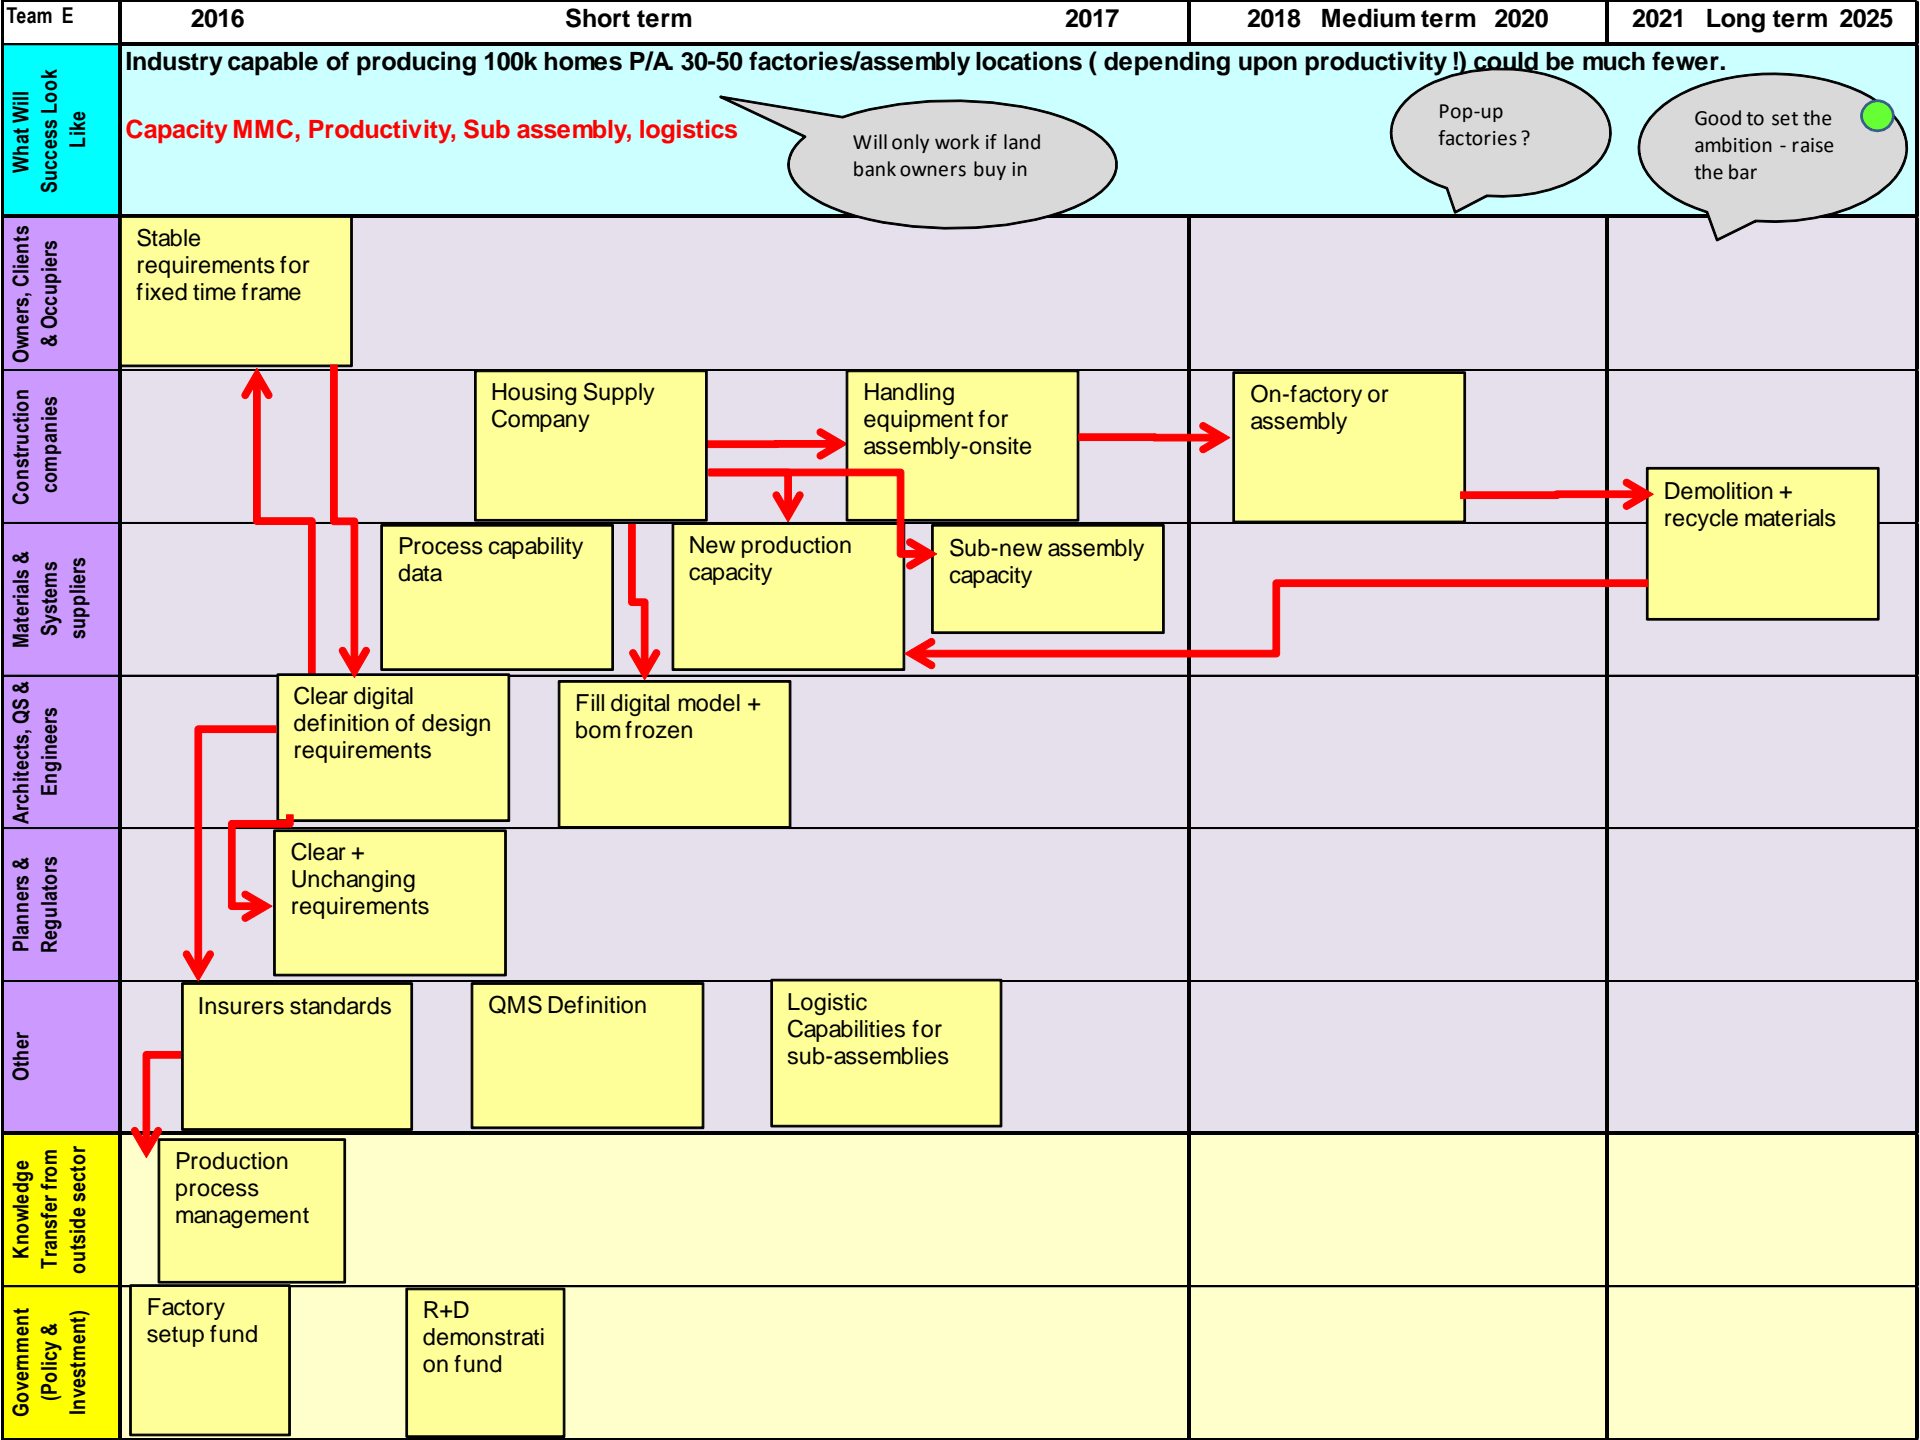 Team E
2016
Short term
2017
2018 Medium term 2020
2021 Long term 2025
What Will
Success Look
Like
Industry capable of producing 100k homes P/A. 30-50 factories/assembly locations ( depending upon productivity !) could be much fewer.
Capacity MMC, Productivity, Sub assembly, logistics
Will only work if land
bank owners buy in
Pop-up
factories ?
Good to set the
ambition - raise
the bar
Owners, Clients
& Occupiers
Stable
requirements for
fixed time frame
Construction
companies
Housing Supply
Company
Handling
equipment for
assembly-onsite
On-factory or
assembly
Demolition +
recycle materials
Materials &
Systems
suppliers
Process capability
data
New production
capacity
Sub-new assembly
capacity
Architects, QS &
Engineers
Clear digital
definition of design
requirements
Fill digital model +
bom frozen
Planners &
Regulators
Clear +
Unchanging
requirements
Other
Insurers standards
QMS Definition
Logistic
Capabilities for
sub-assemblies
Knowledge
Transfer from
outside sector
Production
process
management
Government
(Policy &
Investment)
Factory
setup fund
R+D
demonstrati
on fund